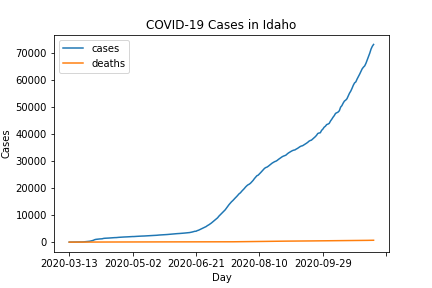 COVID-19 Cases in Idaho
cases
deaths
70000
60000
50000
40000
30000
20000
10000
0
Cases
2020-03-13 2020-05-02 2020-06-21 2020-08-10 2020-09-29
Day